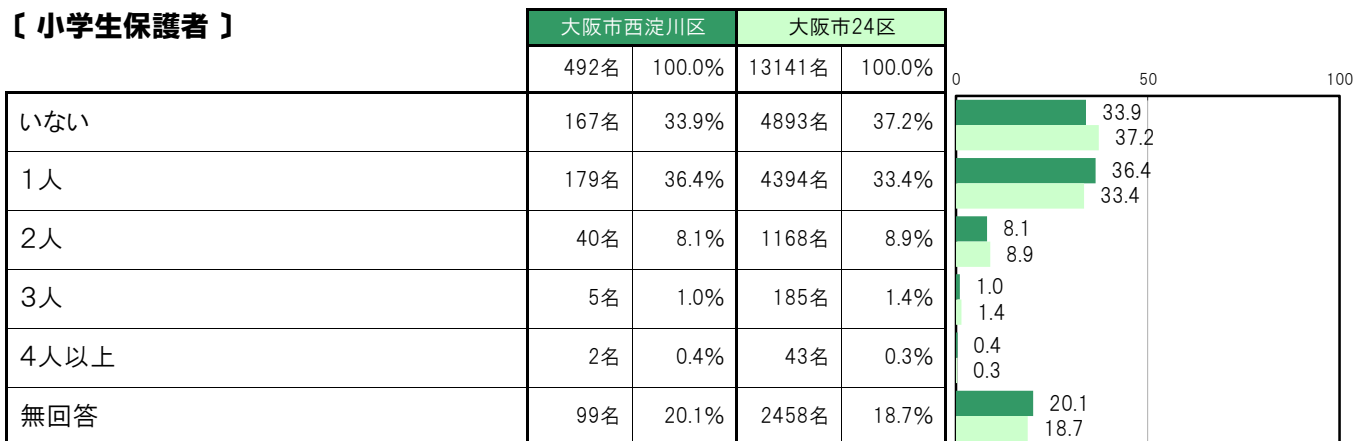 〔 小学生保護者 〕
大阪市西淀川区 大阪市24区
492名 100.0% 13141名 100.0%
0 50 100
いない 167名 33.9% 4893名 37.2%
33.9
37.2
1人 179名 36.4% 4394名 33.4%
36.4
33.4
2人 40名 8.1% 1168名 8.9%
8.1
8.9
3人 5名 1.0% 185名 1.4%
1.0
1.4
4人以上 2名 0.4% 43名 0.3%
0.4
0.3
無回答 99名 20.1% 2458名 18.7%
20.1
18.7